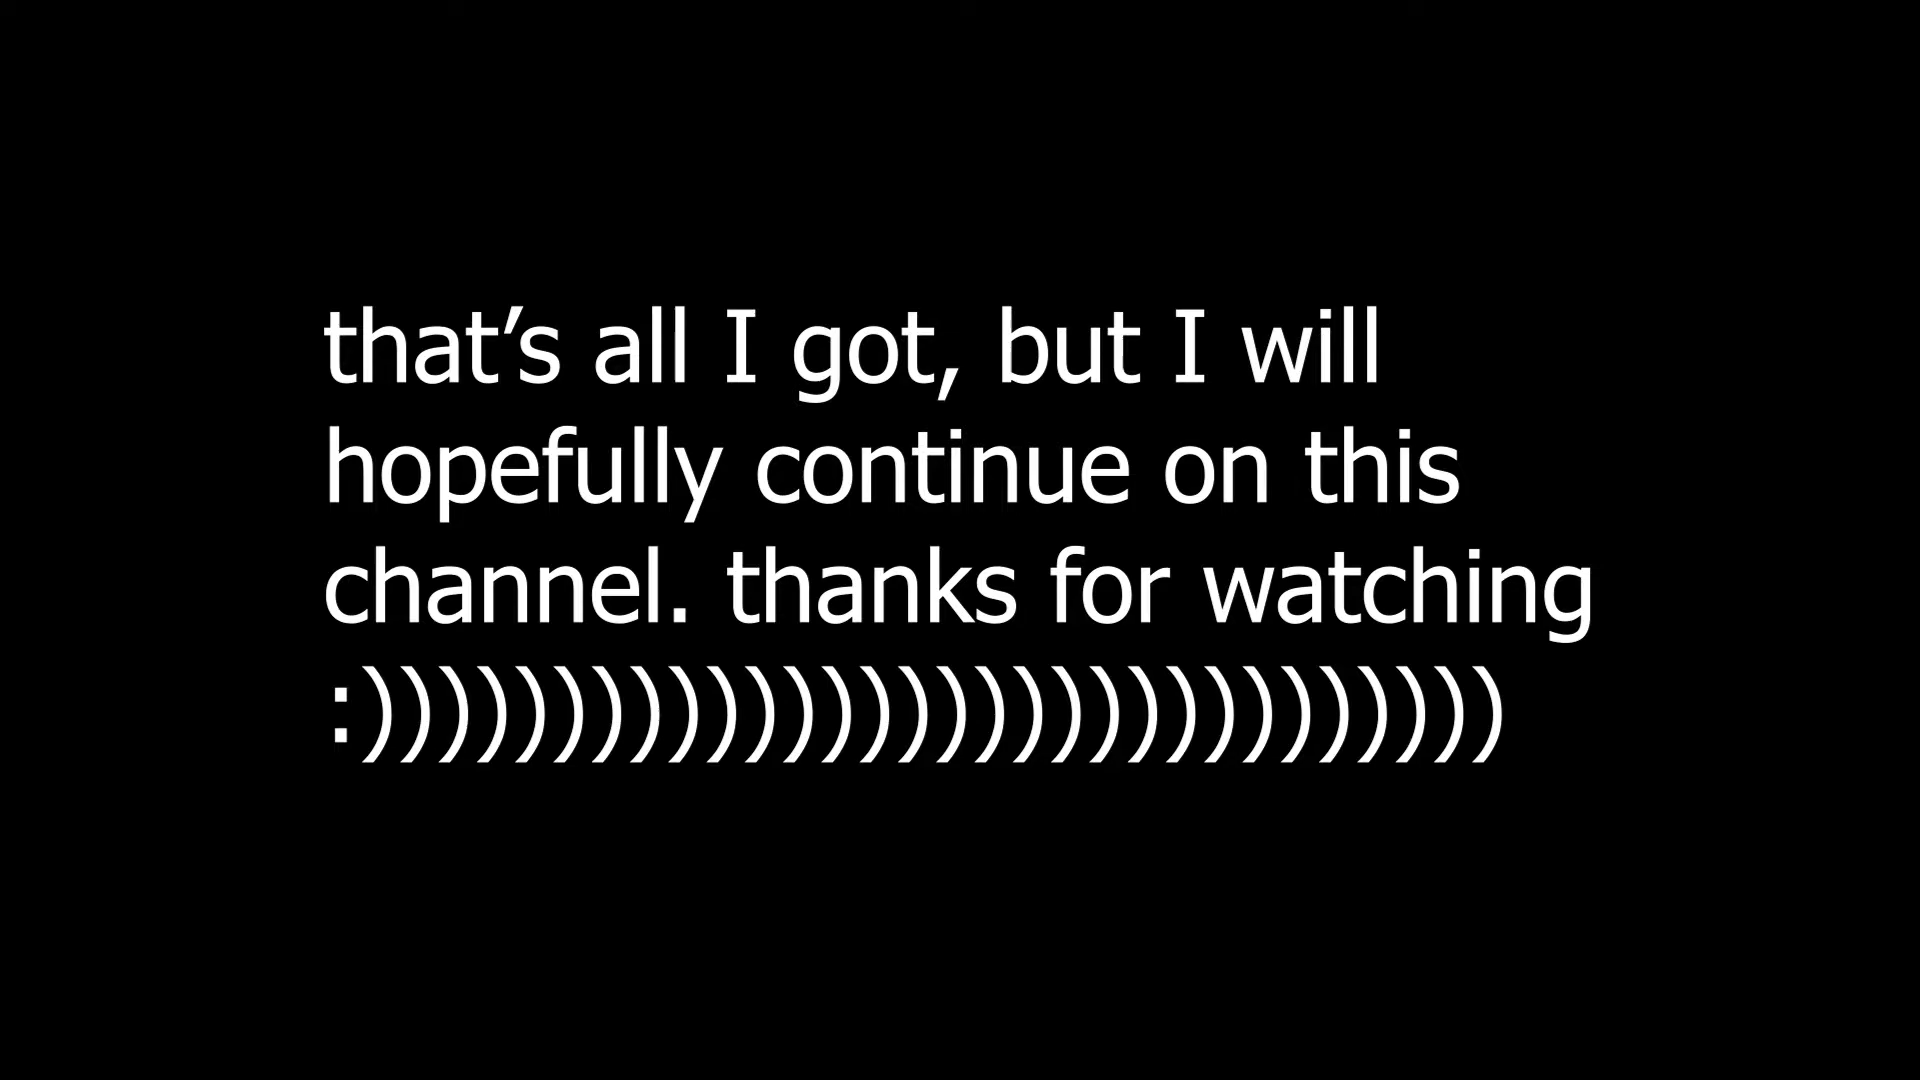 that’s all I got, but I will
hopefully continue on this
channel. thanks for watching
:))))))))))))))))))))))))))))))